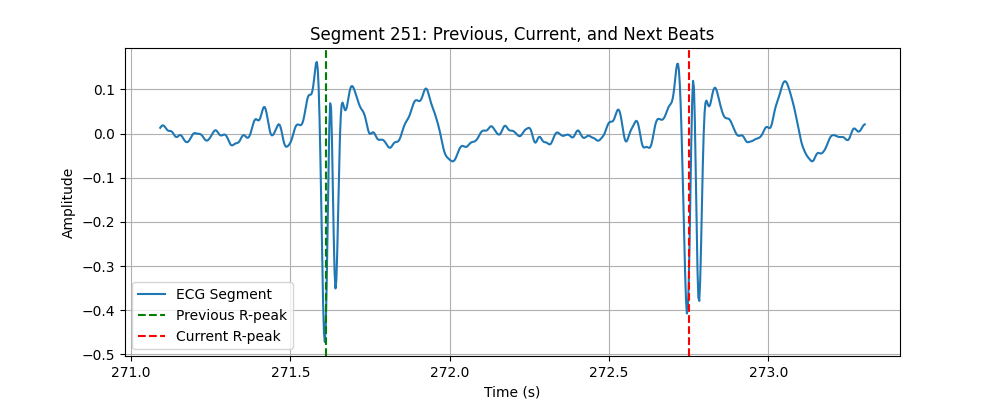 Segment 251: Previous, Current, and Next Beats
Amplitude
0.1
0.0
−0.1
−0.2
−0.3
−0.4
−0.5
ECG Segment
Previous R-peak
Current R-peak
271.0 271.5 272.0 272.5 273.0
Time (s)